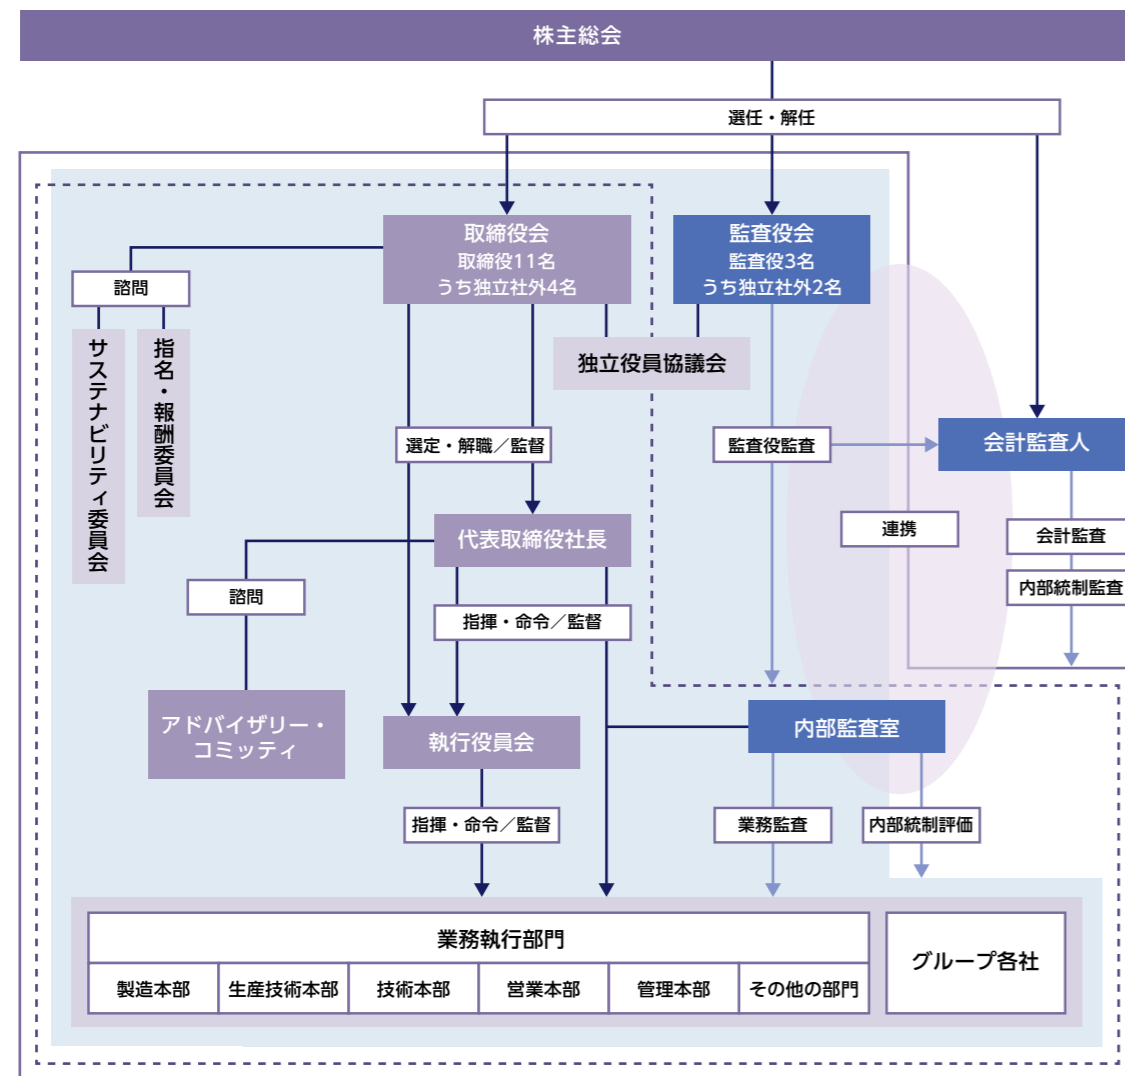 株主総会
選任・解任
取締役会
取締役11名
うち独立社外4名
監査役会
監査役3名
うち独立社外2名
諮問
サステナビリティ委員会
指名・報酬委員会
独立役員協議会
選定・解職／監督
監査役監査
会計監査人
連携
会計監査
内部統制監査
代表取締役社長
諮問
指揮・命令／監督
アドバイザリー・
コミッティ
執行役員会
内部監査室
指揮・命令／監督
業務監査
内部統制評価
業務執行部門
グループ各社
製造本部
生産技術本部
技術本部
営業本部
管理本部
その他の部門